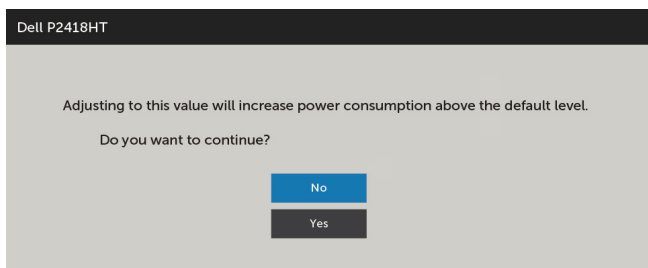 Dell P2418HT
Adjusting to this value will increase power consumption above the default level.
Do you want to continue?
No
Yes